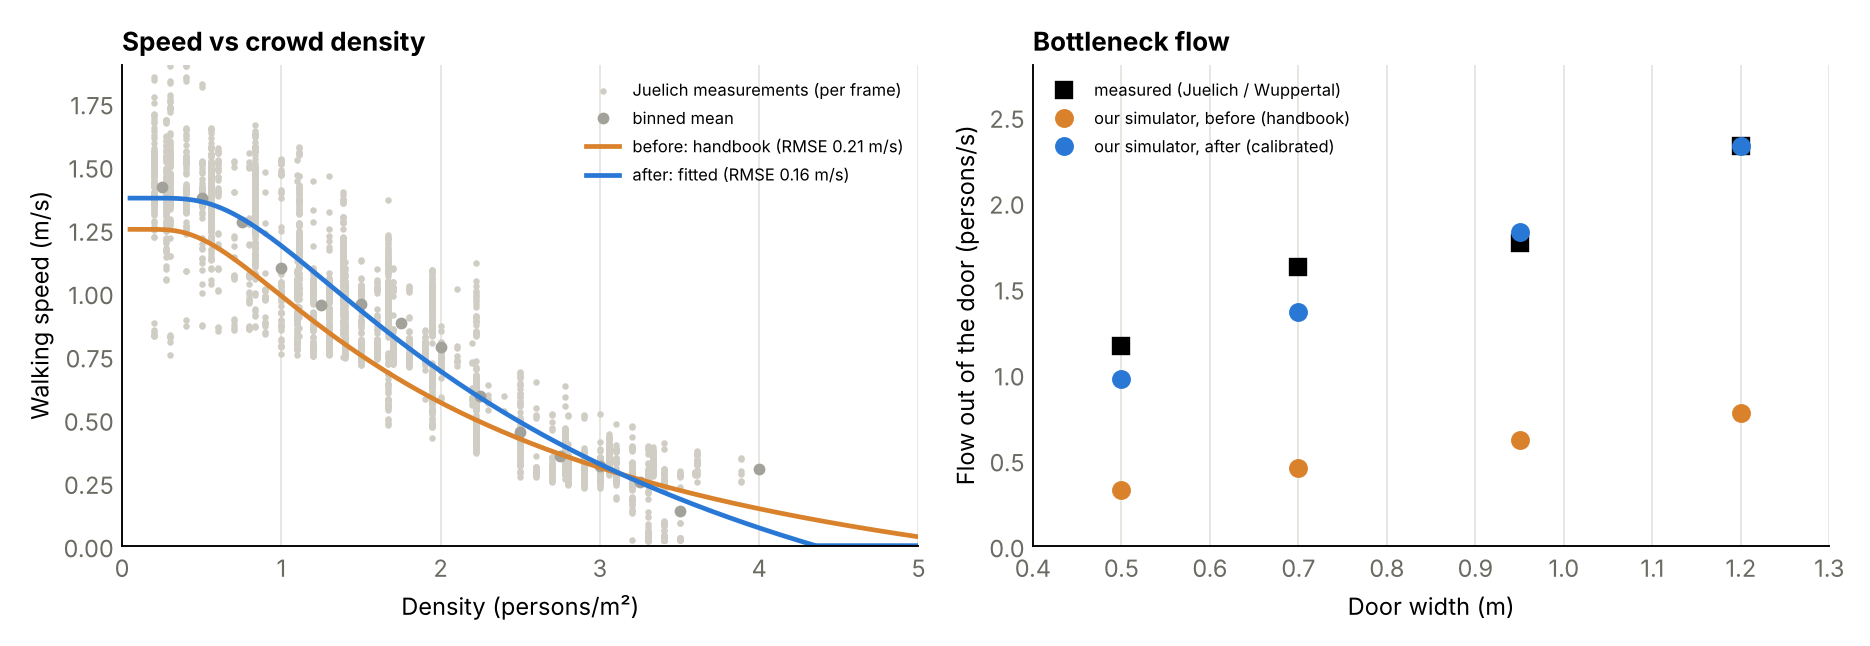 Speed vs crowd density
Juelich measurements (per frame)
binned mean
before: handbook (RMSE 0.21 m/s)
after: fitted (RMSE 0.16 m/s)
Walking speed (m/s)
1.75
1.50
1.25
1.00
0.75
0.50
0.25
0.00
0 1 2 3 4 5
Density (persons/m²)
Bottleneck flow
measured (Juelich / Wuppertal)
our simulator, before (handbook)
our simulator, after (calibrated)
Flow out of the door (persons/s)
2.5
2.0
1.5
1.0
0.5
0.0
0.4 0.5 0.6 0.7 0.8 0.9 1.0 1.1 1.2 1.3
Door width (m)